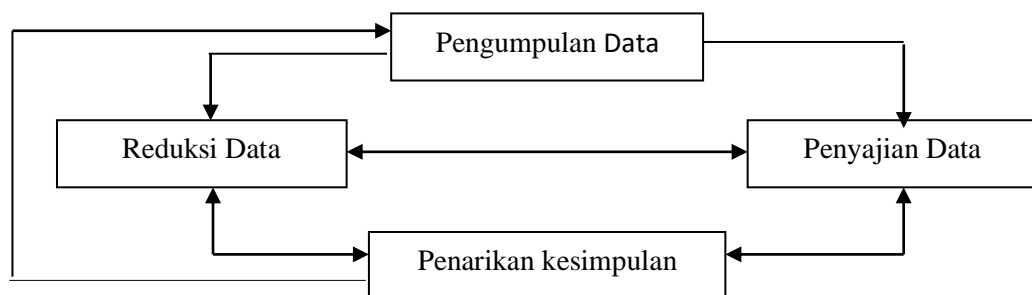 Pengumpulan Data
Reduksi Data
Penyajian Data
Penarikan kesimpulan